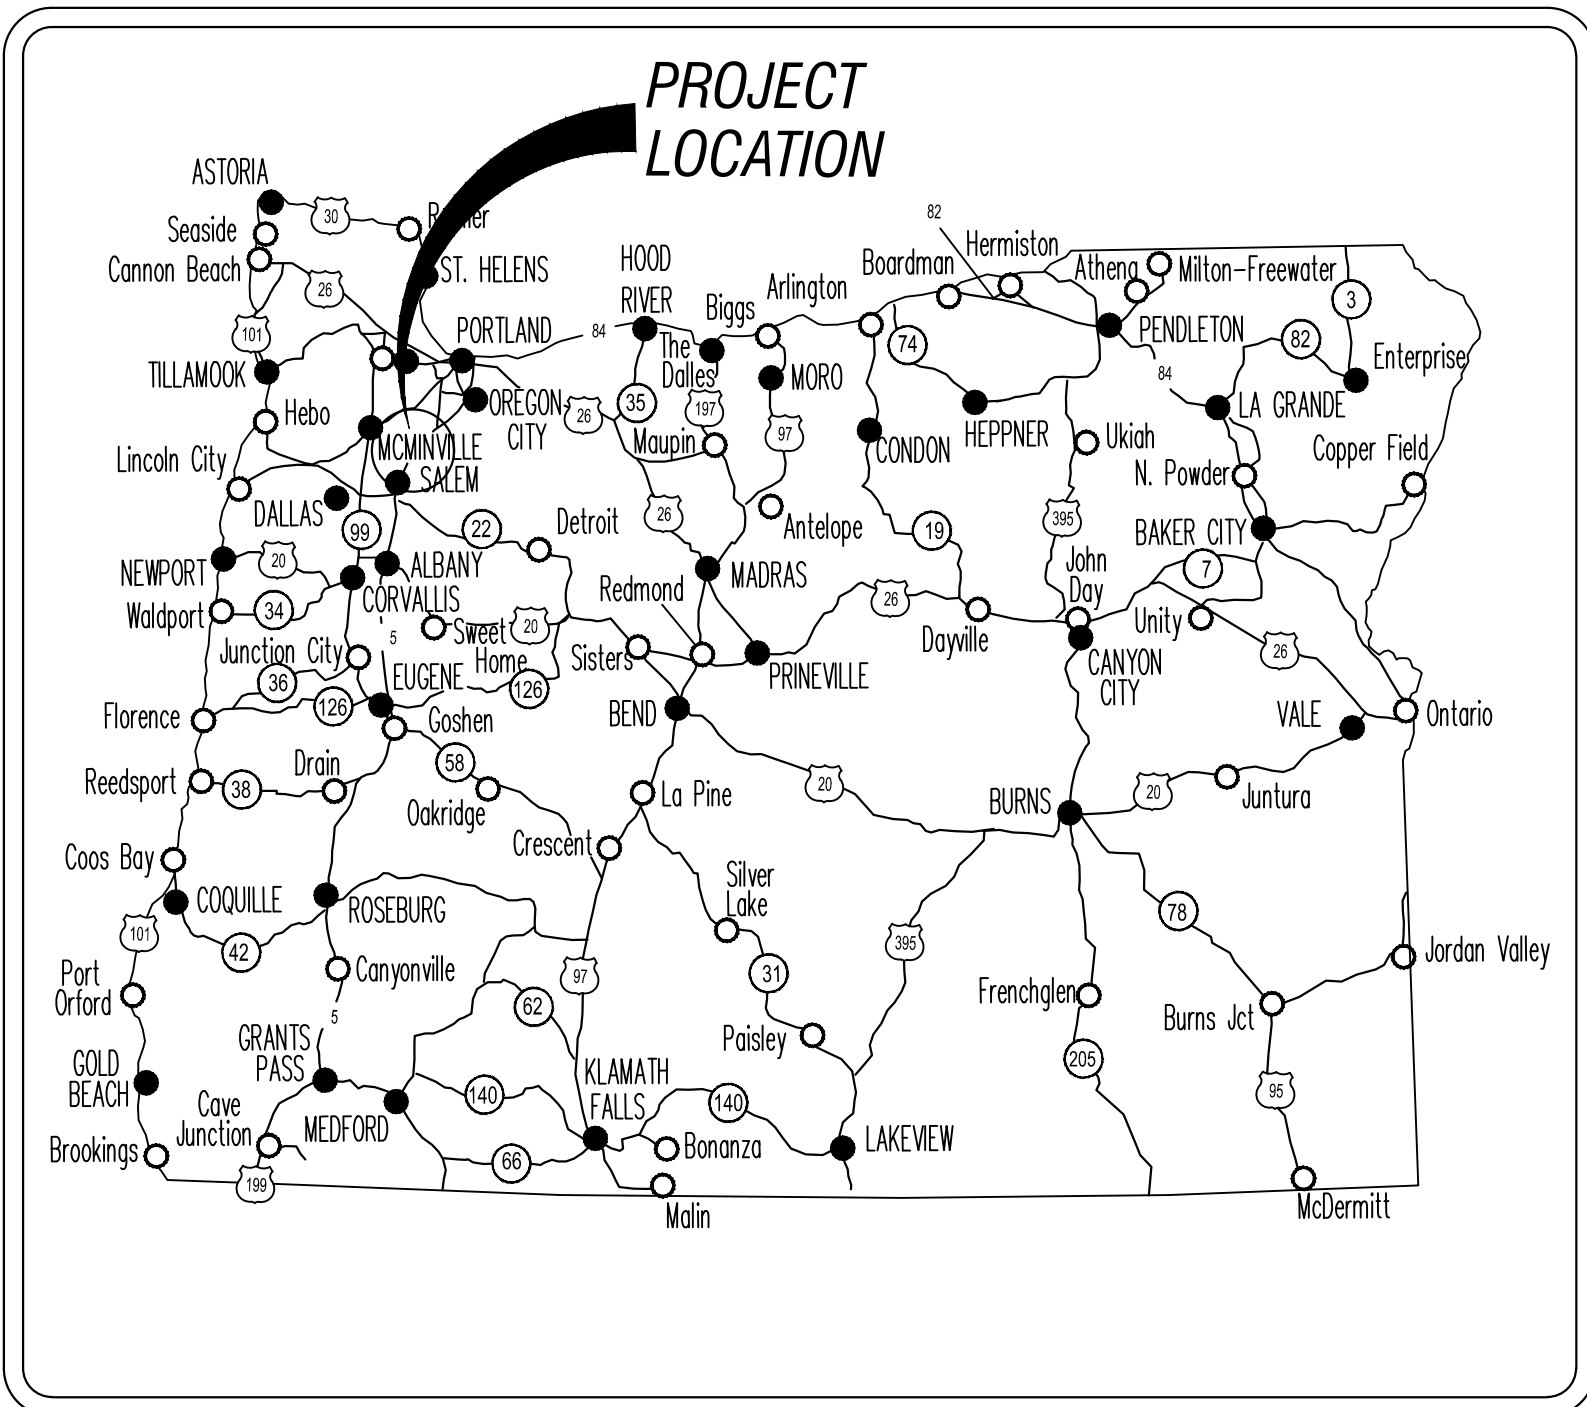 PROJECT
LOCATION
ASTORIA
30
Seaside
Cannon Beach
26
ST. HELENS
HOOD
RIVER
82
Hermiston
Boardman
Athena
Milton-Freewater
3
101
PORTLAND
84
Biggs
Arlington
The
Dalles
74
PENDLETON
82
Enterprise
TILLAMOOK
84
MORO
OREGON
CITY
26
35
197
97
LA GRANDE
Hebo
HEPPNER
Ukiah
Copper Field
MCMINVILLE
Maupin
CONDON
Lincoln City
SALEM
N. Powder
DALLAS
99
22
Detroit
26
Antelope
19
395
BAKER CITY
NEWPORT
20
ALBANY
MADRAS
John
Day
7
Waldport
34
CORVALLIS
Redmond
26
Dayville
Unity
5
Sweet
Home
20
Sisters
26
Junction City
36
EUGENE
126
PRINEVILLE
CANYON
CITY
Florence
126
Goshen
BEND
VALE
Ontario
Reedsport
38
Drain
58
Oakridge
La Pine
20
BURNS
20
Juntura
Coos Bay
Crescent
COQUILLE
ROSEBURG
Silver
Lake
78
101
42
395
Jordan Valley
Port
Orford
Canyonville
97
31
Frenchglen
5
62
Burns Jct
GRANTS
PASS
Paisley
GOLD
BEACH
KLAMATH
FALLS
205
140
140
95
Cave
Junction
MEDFORD
Brookings
66
Bonanza
LAKEVIEW
199
Malin
McDermitt